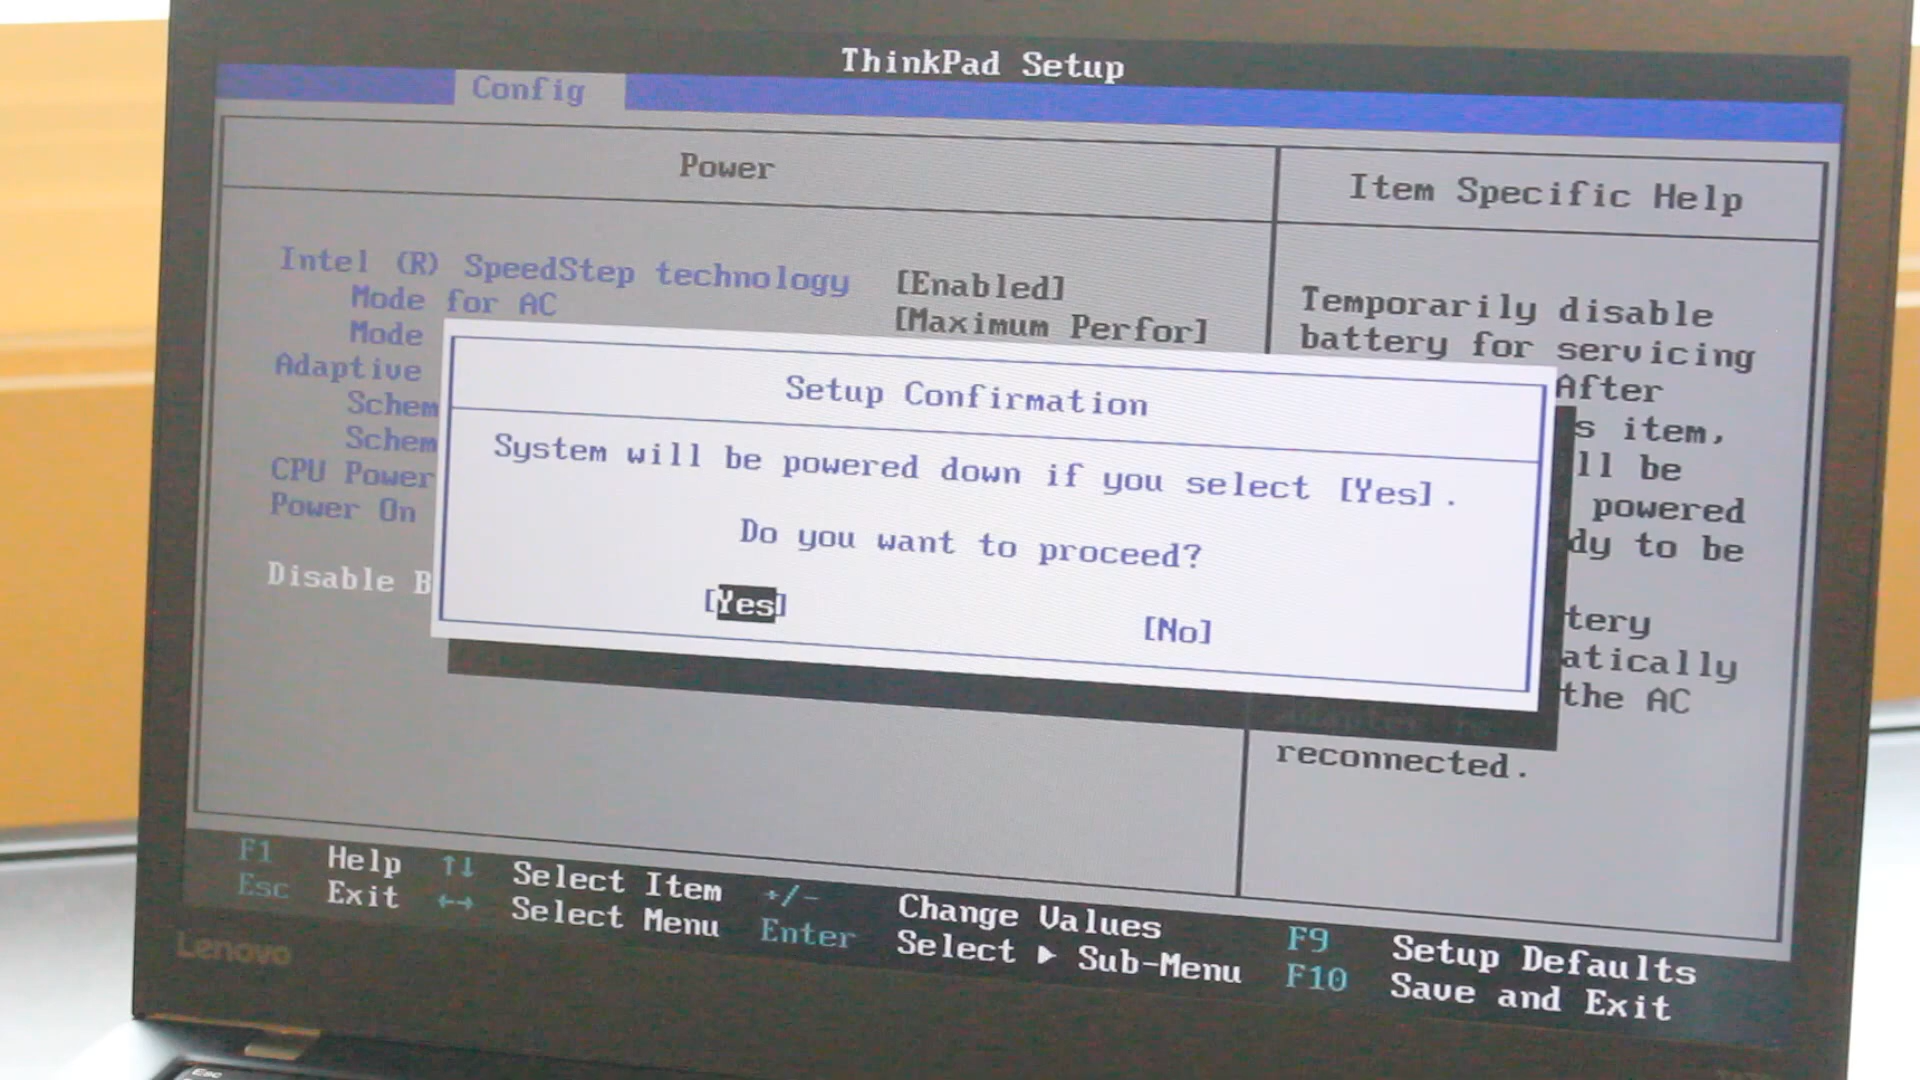 ThinkPad Setup
Config
Power
Item Specific Help
Intel (R) SpeedStep technology [Enabled]
Mode for AC [Maximum Perfor]
Mode
Adaptive
Schem
Schem
CPU Power
Power On
Disable B
Temporarily disable
battery for servicing
After
s item,
ll be
powered
dy to be
tery
atically
the AC
adapter is
reconnected.
Setup Confirmation
System will be powered down if you select [Yes].
Do you want to proceed?
[Yes] [No]
F1 Help ↑↓ Select Item +/- Change Values F9 Setup Defaults
Esc Exit ↔ Select Menu Enter Select ▶ Sub-Menu F10 Save and Exit
Lenovo
Esc